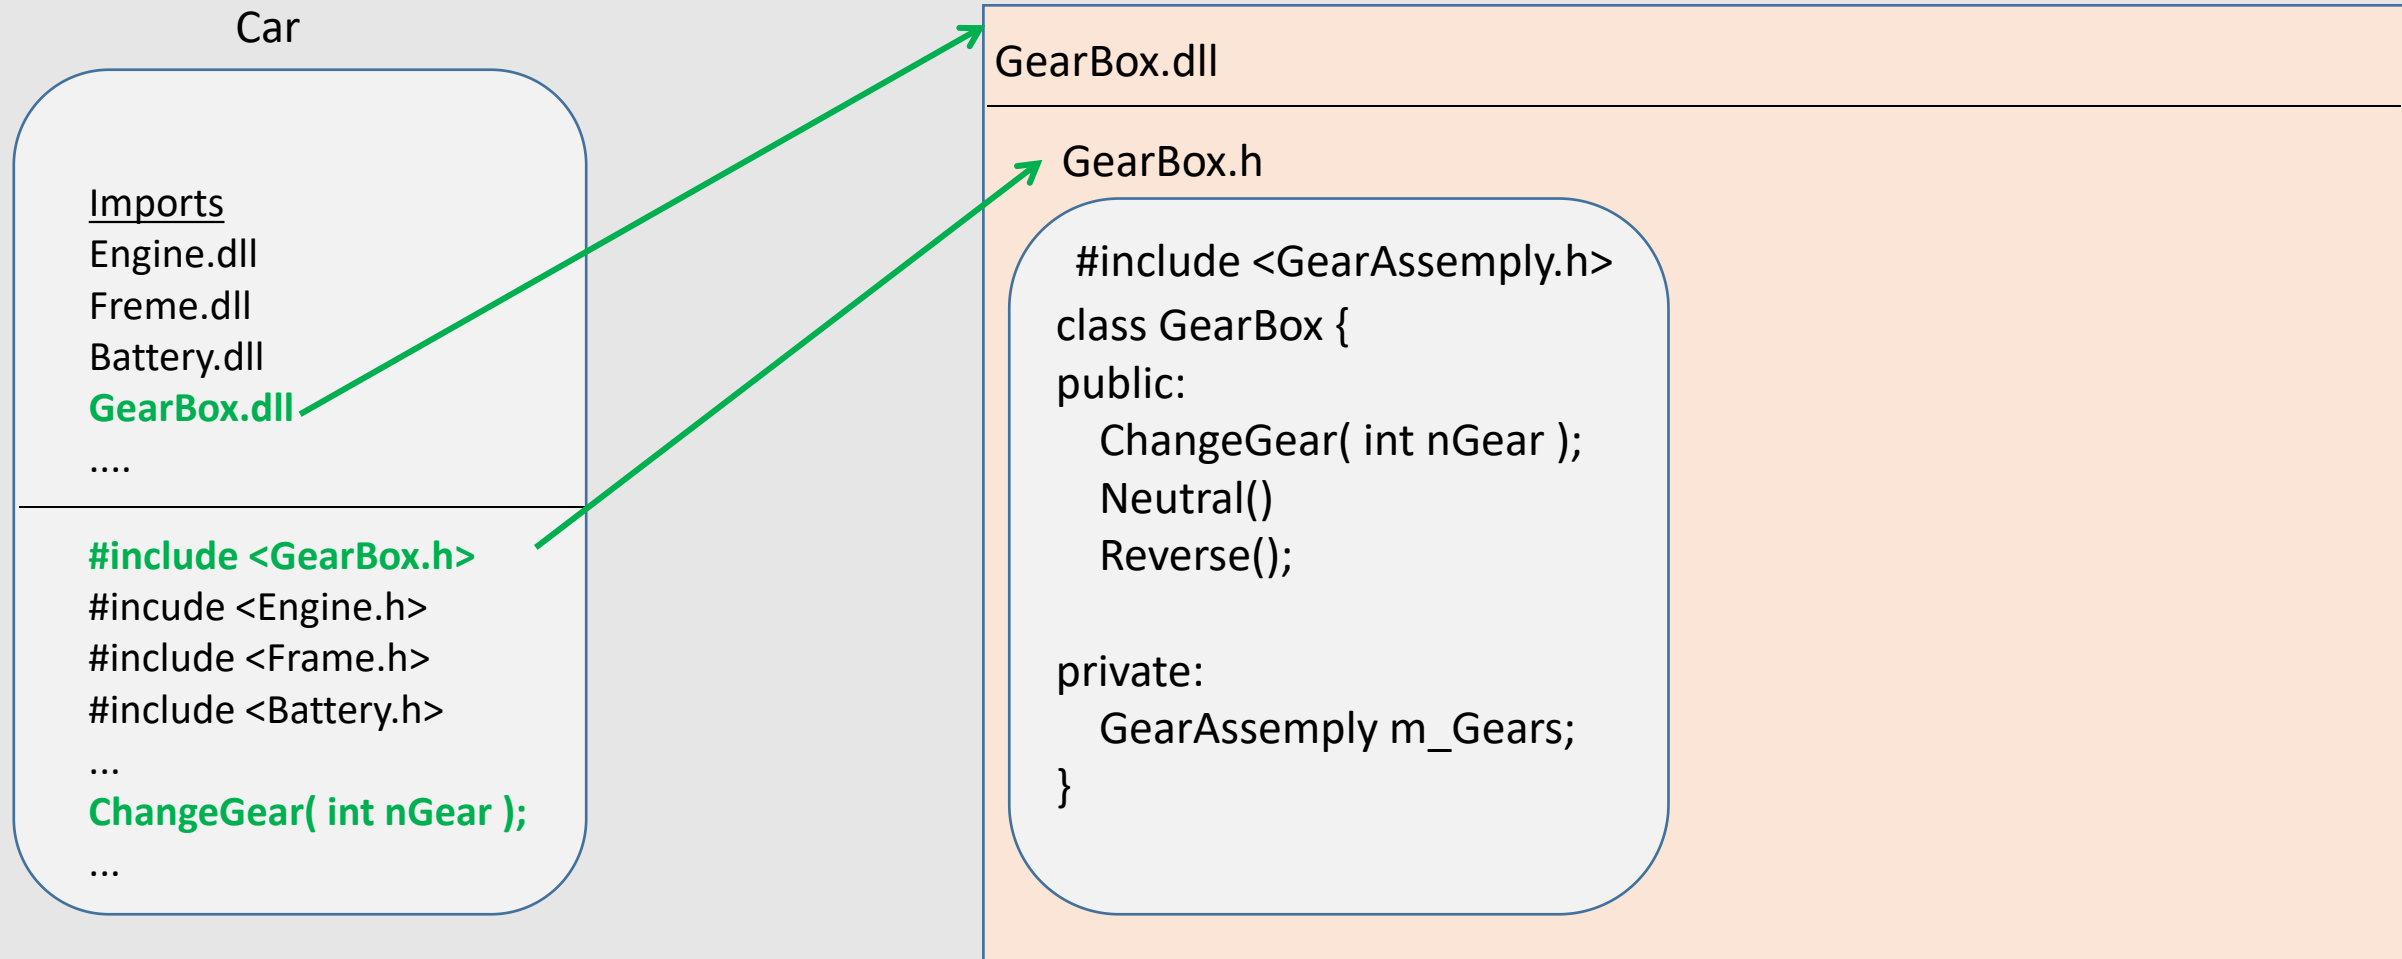 Car
Imports
Engine.dll
Freme.dll
Battery.dll
GearBox.dll
....
#include <GearBox.h>
#incude <Engine.h>
#include <Frame.h>
#include <Battery.h>
...
ChangeGear( int nGear );
...
GearBox.dll
GearBox.h
#include <GearAssemply.h>
class GearBox {
public:
ChangeGear( int nGear );
Neutral()
Reverse();
private:
GearAssemply m_Gears;
}